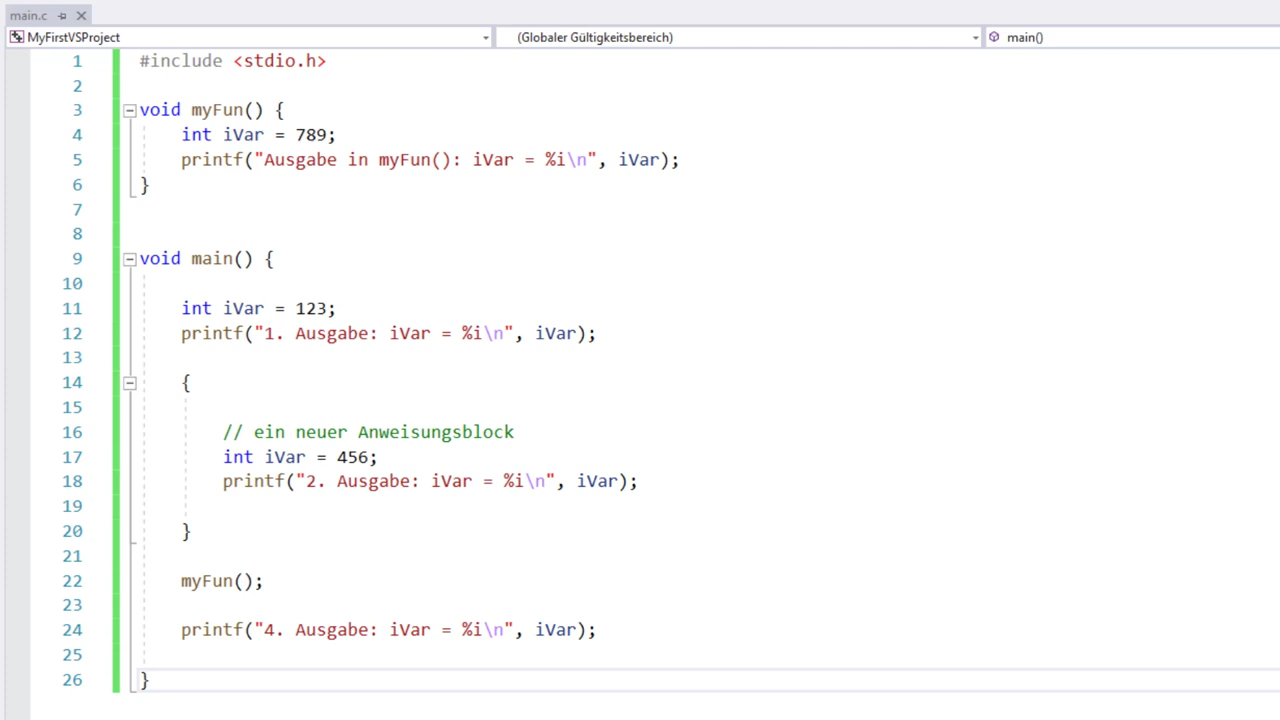 main.c
MyFirstVSProject (Globaler Gültigkeitsbereich) main()
1 #include <stdio.h>
2
3 void myFun() {
4 int iVar = 789;
5 printf("Ausgabe in myFun(): iVar = %i\n", iVar);
6 }
7
8
9 void main() {
10
11 int iVar = 123;
12 printf("1. Ausgabe: iVar = %i\n", iVar);
13
14 {
15
16 // ein neuer Anweisungsblock
17 int iVar = 456;
18 printf("2. Ausgabe: iVar = %i\n", iVar);
19
20 }
21
22 myFun();
23
24 printf("4. Ausgabe: iVar = %i\n", iVar);
25
26 }